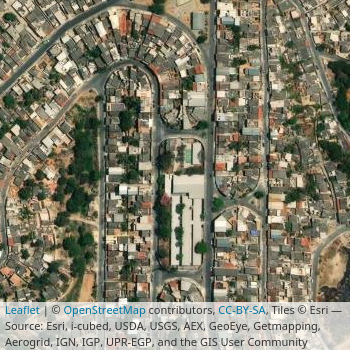 Leaflet | © OpenStreetMap contributors, CC-BY-SA, Tiles © Esri —
Source: Esri, i-cubed, USDA, USGS, AEX, GeoEye, Getmapping,
Aerogrid, IGN, IGP, UPR-EGP, and the GIS User Community